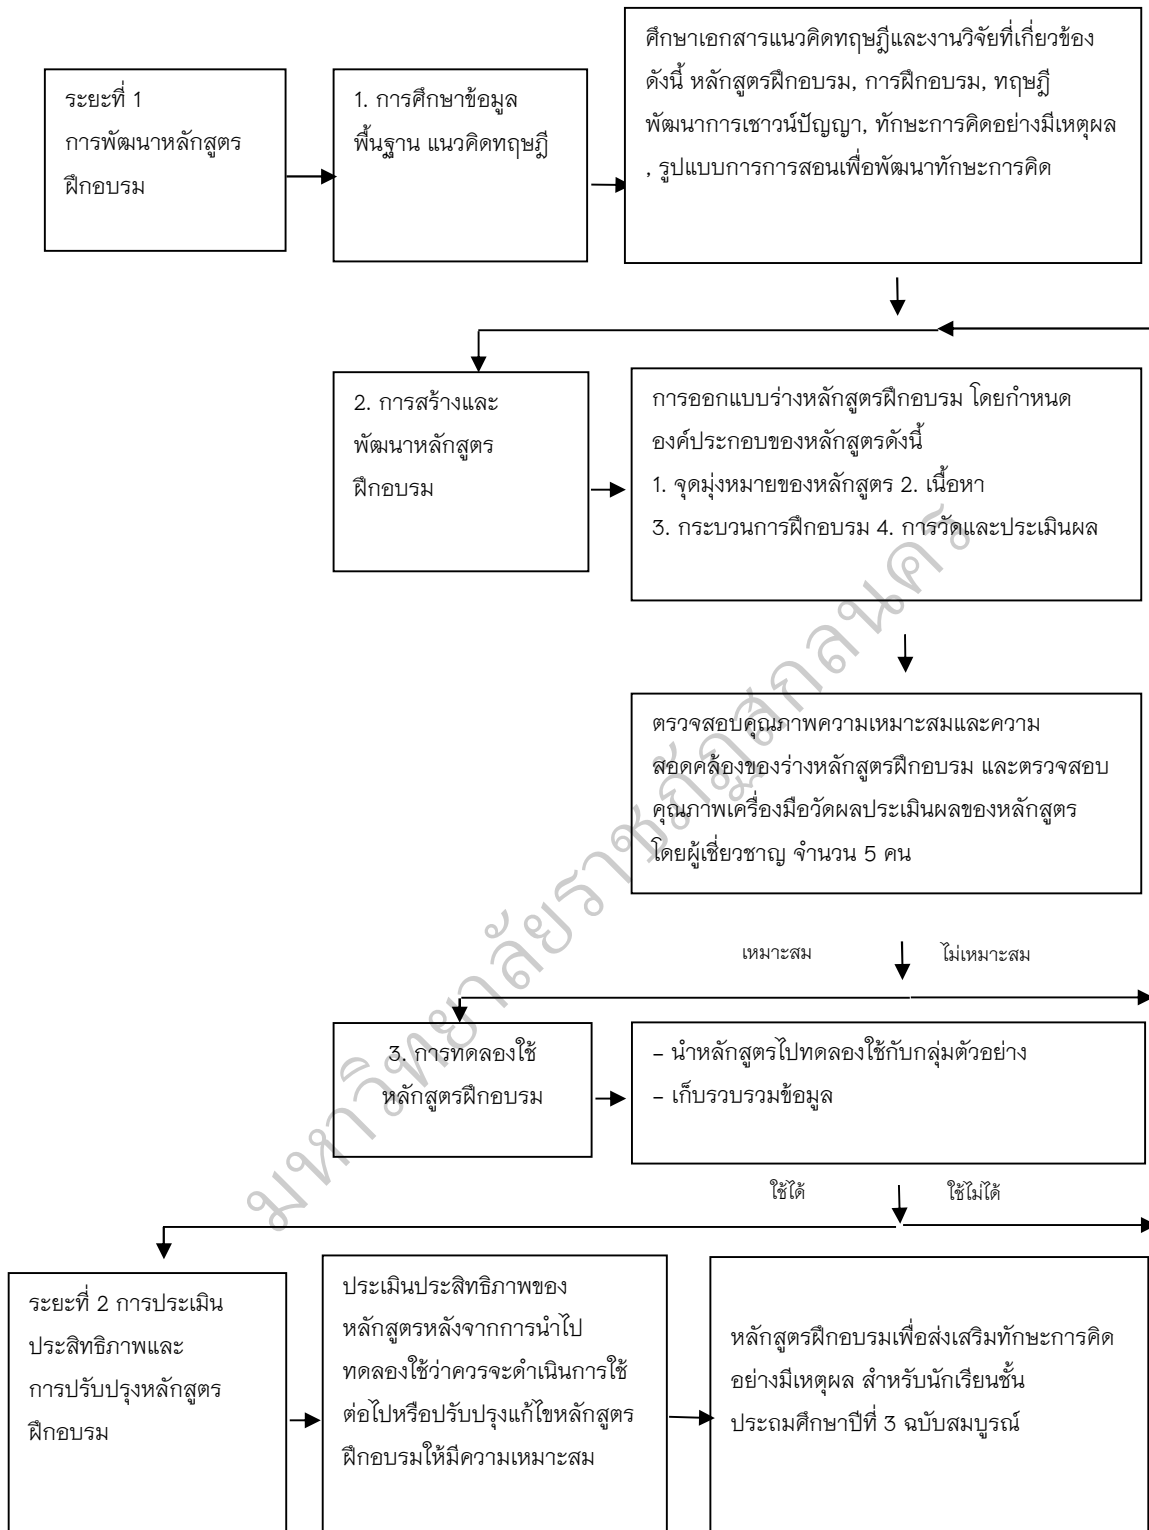 ระยะที่ 1
การพัฒนาหลักสูตร
ฝึกอบรม
1. การศึกษาข้อมูล
พื้นฐาน แนวคิดทฤษฎี
ศึกษาเอกสารแนวคิดทฤษฎีและงานวิจัยที่เกี่ยวข้อง
ดังนี้ หลักสูตรฝึกอบรม, การฝึกอบรม, ทฤษฎี
พัฒนาการเชาวน์ปัญญา, ทักษะการคิดอย่างมีเหตุผล
, รูปแบบการการสอนเพื่อพัฒนาทักษะการคิด
2. การสร้างและ
พัฒนาหลักสูตร
ฝึกอบรม
การออกแบบร่างหลักสูตรฝึกอบรม โดยกำหนด
องค์ประกอบของหลักสูตรดังนี้
1. จุดมุ่งหมายของหลักสูตร 2. เนื้อหา
3. กระบวนการฝึกอบรม 4. การวัดและประเมินผล
ตรวจสอบคุณภาพความเหมาะสมและความ
สอดคล้องของร่างหลักสูตรฝึกอบรม และตรวจสอบ
คุณภาพเครื่องมือวัดผลประเมินผลของหลักสูตร
โดยผู้เชี่ยวชาญ จำนวน 5 คน
เหมาะสม
ไม่เหมาะสม
3. การทดลองใช้
หลักสูตรฝึกอบรม
– นำหลักสูตรไปทดลองใช้กับกลุ่มตัวอย่าง
– เก็บรวบรวมข้อมูล
ใช้ได้
ใช้ไม่ได้
ระยะที่ 2 การประเมิน
ประสิทธิภาพและ
การปรับปรุงหลักสูตร
ฝึกอบรม
ประเมินประสิทธิภาพของ
หลักสูตรหลังจากการนำไป
ทดลองใช้ว่าควรจะดำเนินการใช้
ต่อไปหรือปรับปรุงแก้ไขหลักสูตร
ฝึกอบรมให้มีความเหมาะสม
หลักสูตรฝึกอบรมเพื่อส่งเสริมทักษะการคิด
อย่างมีเหตุผล สำหรับนักเรียนชั้น
ประถมศึกษาปีที่ 3 ฉบับสมบูรณ์
มหาวิทยาลัยราชภัฏสกลนคร